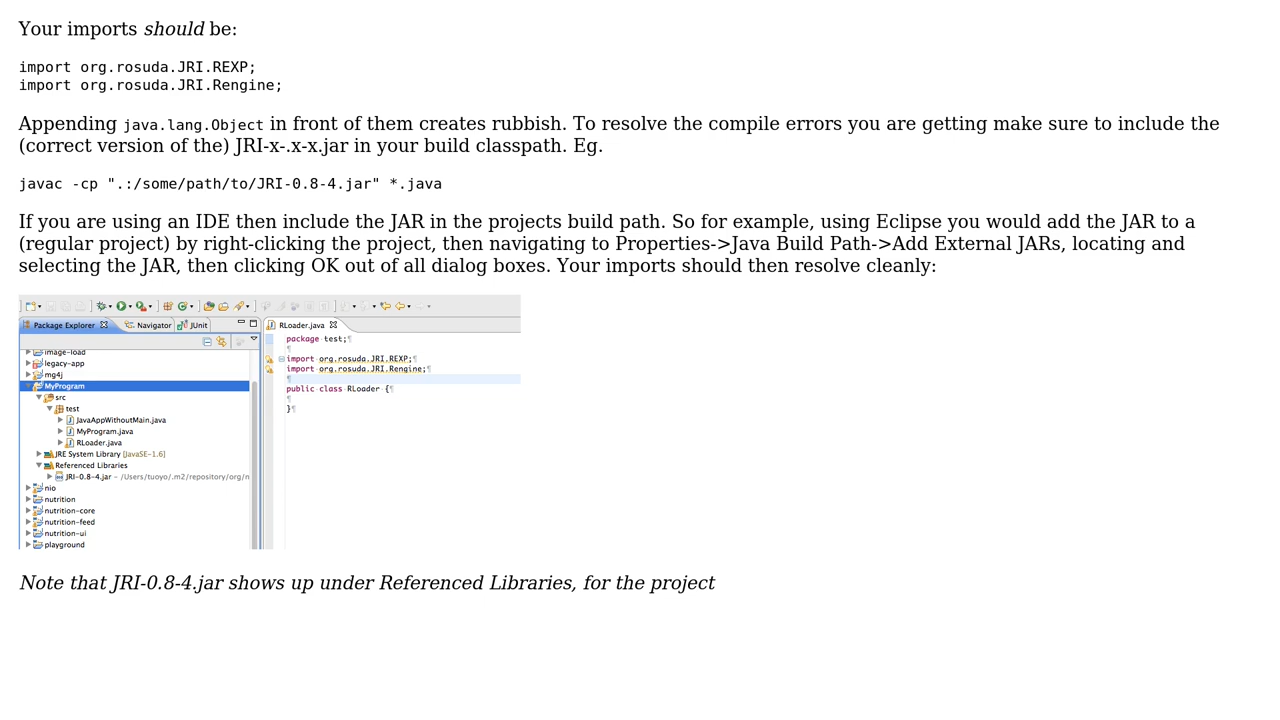 Your imports should be:
import org.rosuda.JRI.REXP;
import org.rosuda.JRI.Rengine;
Appending java.lang.Object in front of them creates rubbish. To resolve the compile errors you are getting make sure to include the
(correct version of the) JRI-x-.x-x.jar in your build classpath. Eg.
javac -cp ".:/some/path/to/JRI-0.8-4.jar" *.java
If you are using an IDE then include the JAR in the projects build path. So for example, using Eclipse you would add the JAR to a
(regular project) by right-clicking the project, then navigating to Properties->Java Build Path->Add External JARs, locating and
selecting the JAR, then clicking OK out of all dialog boxes. Your imports should then resolve cleanly:
Package Explorer Navigator JUnit
image-load
legacy-app
mg4j
MyProgram
src
test
JavaAppWithoutMain.java
MyProgram.java
RLoader.java
JRE System Library [JavaSE-1.6]
Referenced Libraries
JRI-0.8-4.jar - /Users/tuoyo/.m2/repository/org/n
nio
nutrition
nutrition-core
nutrition-feed
nutrition-ui
playground
RLoader.java
package test;¶
¶
import org.rosuda.JRI.REXP;¶
import org.rosuda.JRI.Rengine;¶
¶
public class RLoader {¶
¶
}¶
Note that JRI-0.8-4.jar shows up under Referenced Libraries, for the project